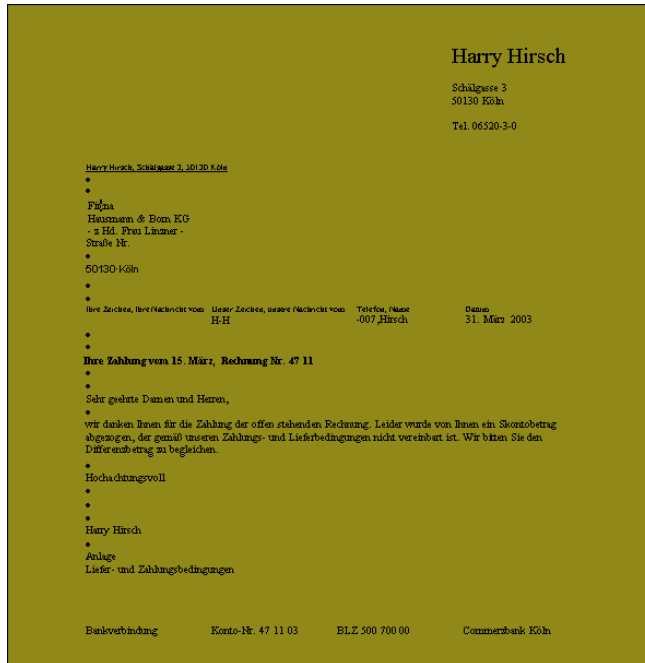 Harry Hirsch
Schälgasse 3
50130 Köln
Tel. 06520-3-0
Harry Hirsch, Schälgasse 3, 50130 Köln
Firma
Hausmann & Born KG
- z Hd. Frau Linzner -
Straße Nr.
50130 Köln
Ihre Zeichen, Ihre Nachricht vom Unser Zeichen, unsere Nachricht vom Telefon, Name Datum
H-H -007,Hirsch 31. März 2003
Ihre Zahlung vom 15. März, Rechnung Nr. 47 11
Sehr geehrte Damen und Herren,
wir danken Ihnen für die Zahlung der offen stehenden Rechnung. Leider wurde von Ihnen ein Skontobetrag
abgezogen, der gemäß unseren Zahlungs- und Lieferbedingungen nicht vereinbart ist. Wir bitten Sie den
Differenzbetrag zu begleichen.
Hochachtungsvoll
Harry Hirsch
Anlage
Liefer- und Zahlungsbedingungen
Bankverbindung Konto-Nr. 47 11 03 BLZ 500 700 00 Commerzbank Köln